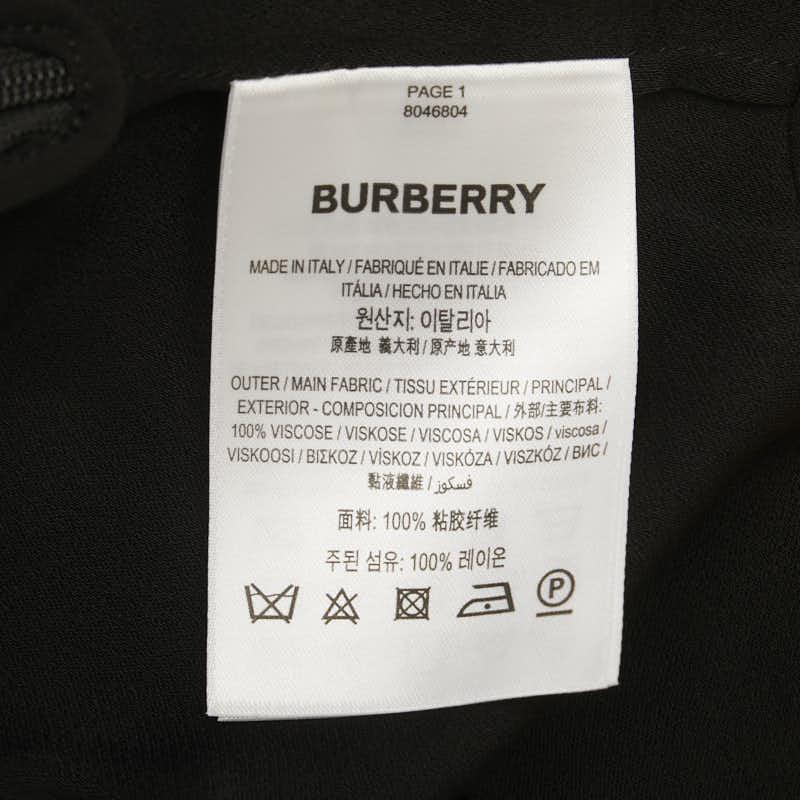 PAGE 1
8046804
BURBERRY
MADE IN ITALY / FABRIQUÉ EN ITALIE / FABRICADO EM
ITÁLIA / HECHO EN ITALIA
원산지: 이탈리아
原產地 義大利 / 原产地 意大利
OUTER / MAIN FABRIC / TISSU EXTÉRIEUR / PRINCIPAL /
EXTERIOR - COMPOSICION PRINCIPAL / 外部/主要布料:
100% VISCOSE / VISKOSE / VISCOSA / VISKOS / viscosa /
VISKOOSI / ΒΙΣΚΟΖ / VİSKOZ / VISKÓZA / VISZKÓZ / ВИС /
黏液纖維 / فسكوز
面料: 100% 粘胶纤维
주된 섬유: 100% 레이온
P